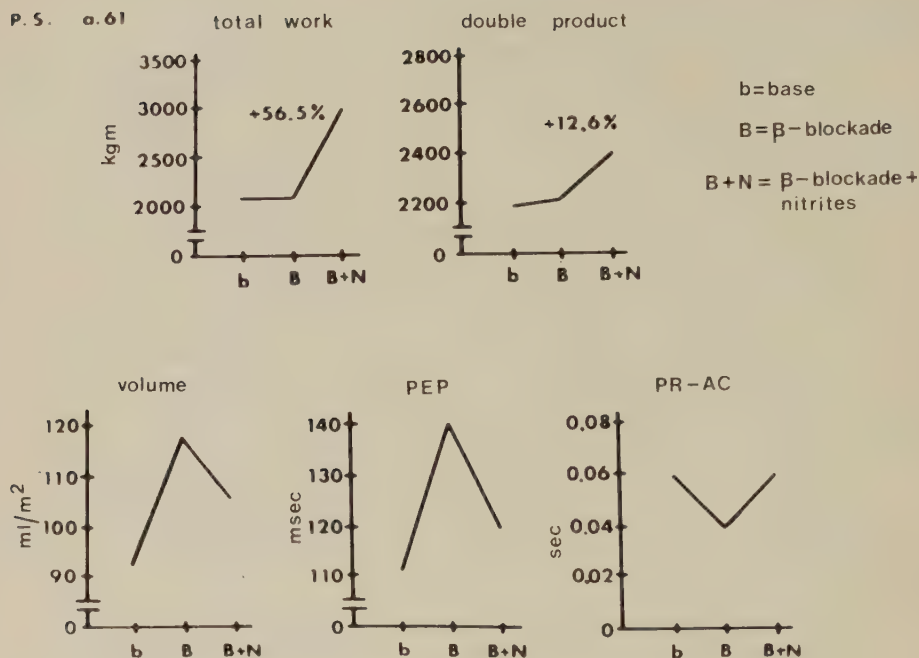 P.S. a.61
total work
double product
3500
3000
2500
2000
0
kgm
+56.5%
b B B+N
2800
2600
2400
2200
0
+12,6%
b B B+N
b=base
B=β-blockade
B+N = β-blockade+
nitrites
volume
PEP
PR-AC
120
110
100
90
0
ml/m²
b B B+N
140
130
120
110
0
msec
b B B+N
0,08
0,06
0,04
0,02
0
sec
b B B+N